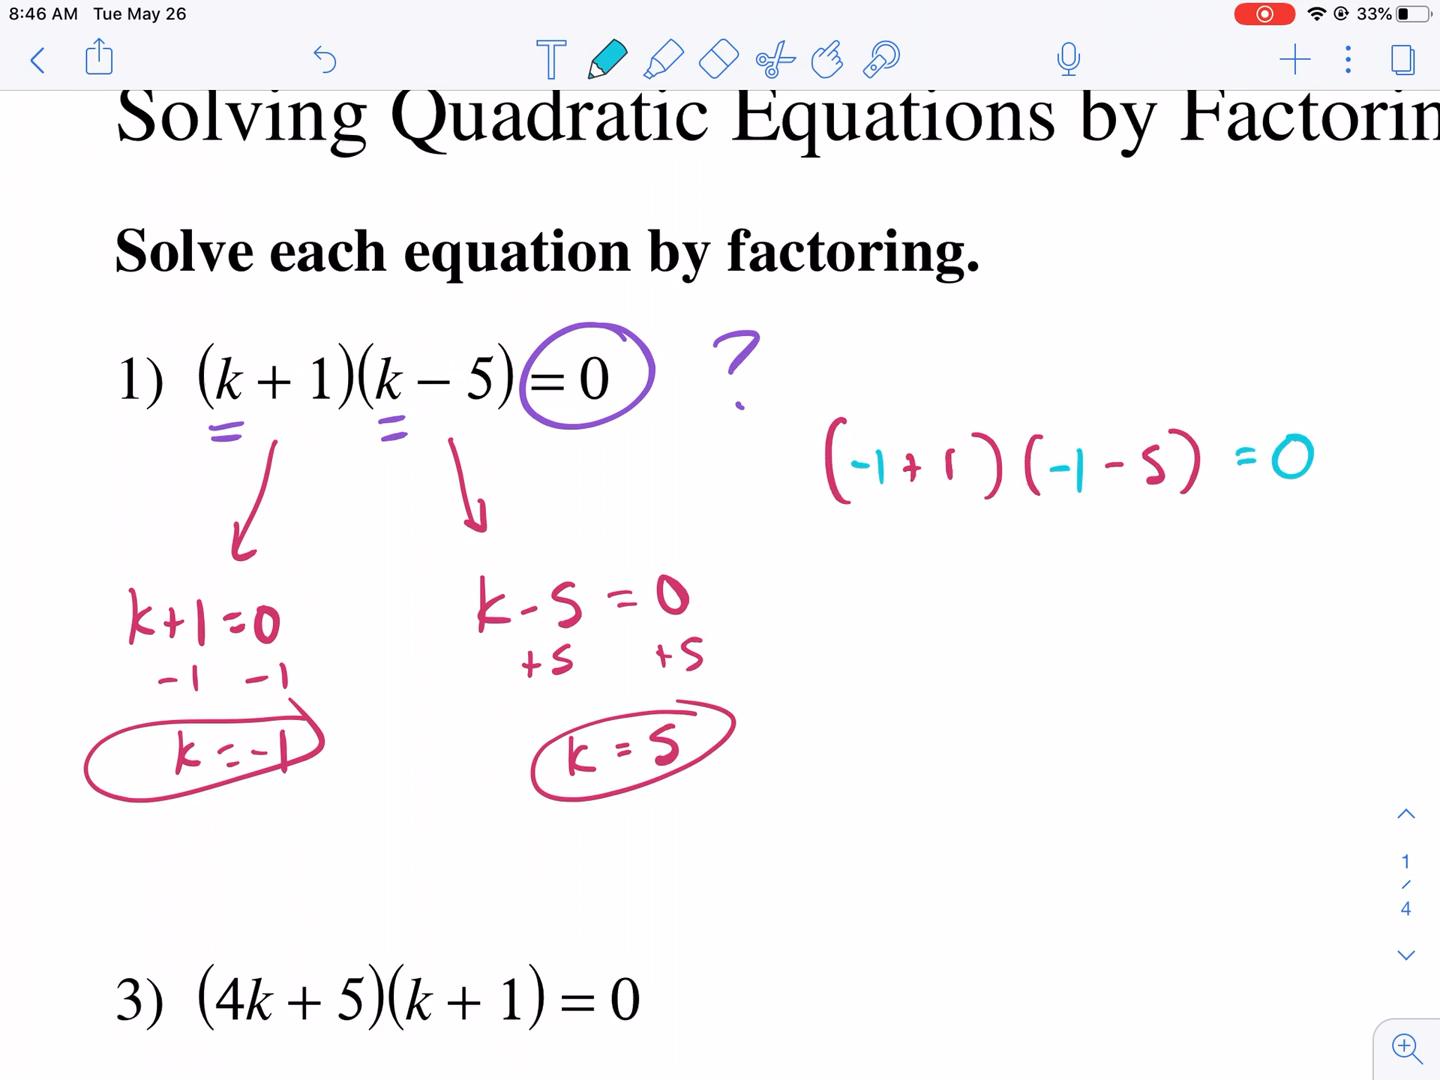 8:46 AM Tue May 26
33%
T
Solving Quadratic Equations by Factorin
Solve each equation by factoring.
1) (k + 1)(k − 5) = 0 ?
(-1 + 1) (-1 - 5) = 0
k+1=0
-1 -1
k=-1
k-5=0
+5 +5
k=5
1
/
4
3) (4k + 5)(k + 1) = 0